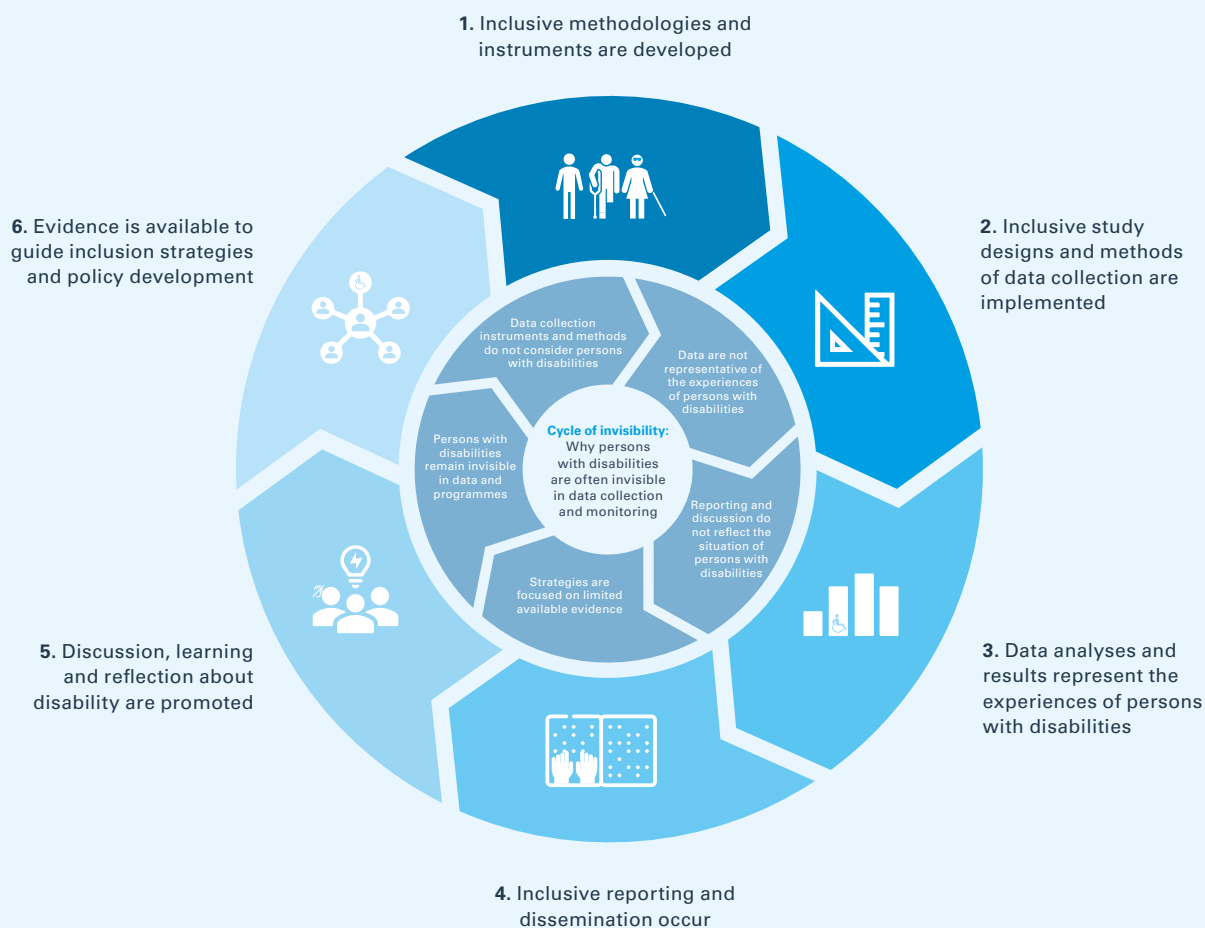 1. Inclusive methodologies and
instruments are developed
2. Inclusive study
designs and methods
of data collection are
implemented
3. Data analyses and
results represent the
experiences of persons
with disabilities
4. Inclusive reporting and
dissemination occur
5. Discussion, learning
and reflection about
disability are promoted
6. Evidence is available to
guide inclusion strategies
and policy development
Data collection
instruments and methods
do not consider persons
with disabilities
Data are not
representative of
the experiences
of persons with
disabilities
Reporting and
discussion do
not reflect the
situation of
persons with
disabilities
Strategies are
focused on limited
available evidence
Persons with
disabilities
remain invisible
in data and
programmes
Cycle of invisibility:
Why persons
with disabilities
are often invisible
in data collection
and monitoring